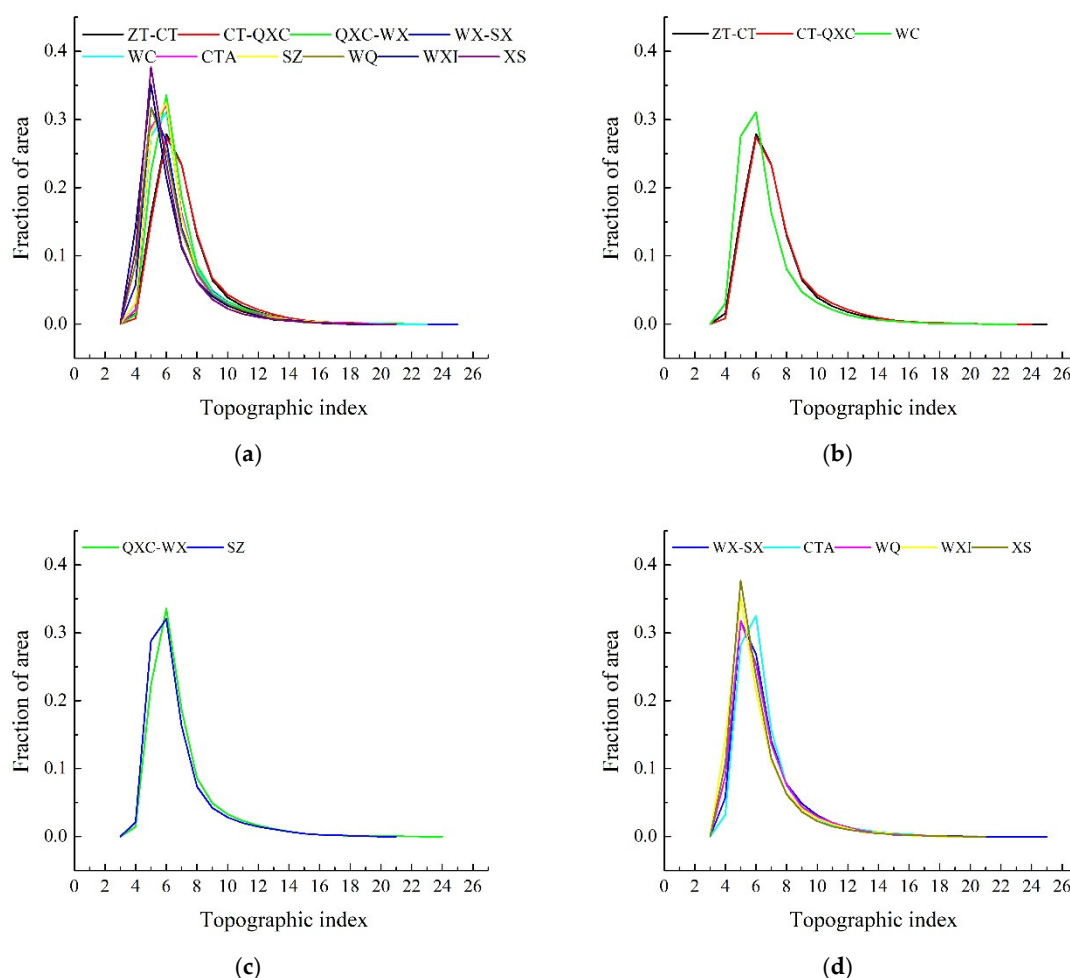 ZT-CT CT-QXC QXC-WX WX-SX
WC CTA SZ WQ WXI XS
0.4
0.3
0.2
0.1
0.0
Fraction of area
0 2 4 6 8 10 12 14 16 18 20 22 24 26
Topographic index
(a)
ZT-CT CT-QXC WC
0.4
0.3
0.2
0.1
0.0
Fraction of area
0 2 4 6 8 10 12 14 16 18 20 22 24 26
Topographic index
(b)
QXC-WX SZ
0.4
0.3
0.2
0.1
0.0
Fraction of area
0 2 4 6 8 10 12 14 16 18 20 22 24 26
Topographic index
(c)
WX-SX CTA WQ WXI XS
0.4
0.3
0.2
0.1
0.0
Fraction of area
0 2 4 6 8 10 12 14 16 18 20 22 24 26
Topographic index
(d)